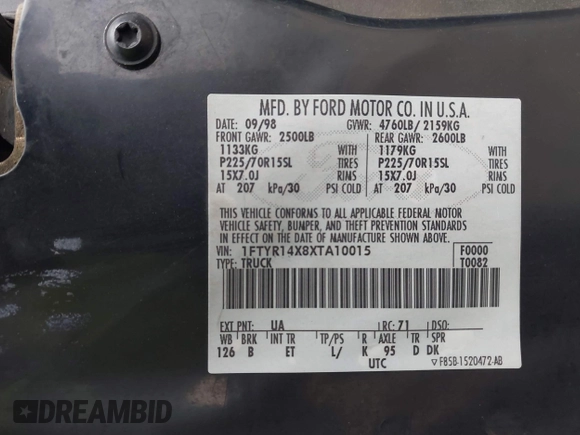 MFD. BY FORD MOTOR CO. IN U.S.A.
DATE: 09/98 GVWR: 4760LB/ 2159KG
FRONT GAWR: 2500LB REAR GAWR: 2600LB
1133KG WITH 1179KG WITH
P225/70R15SL TIRES P225/70R15SL TIRES
15X7.0J RIMS 15X7.0J RIMS
AT 207 kPa/30 PSI COLD AT 207 kPa/30 PSI COLD
THIS VEHICLE CONFORMS TO ALL APPLICABLE FEDERAL MOTOR
VEHICLE SAFETY, BUMPER, AND THEFT PREVENTION STANDARDS
IN EFFECT ON THE DATE OF MANUFACTURE SHOWN ABOVE.
VIN: 1FTYR14X8XTA10015 F0000
TYPE: TRUCK T0082
EXT PNT: UA RC: 71 DSO:
WB BRK INT TR TP/PS R AXLE TR SPR
126 B ET L/ K 95 D DK
UTC ▽ F85B-1520472-AB
DREAMBID